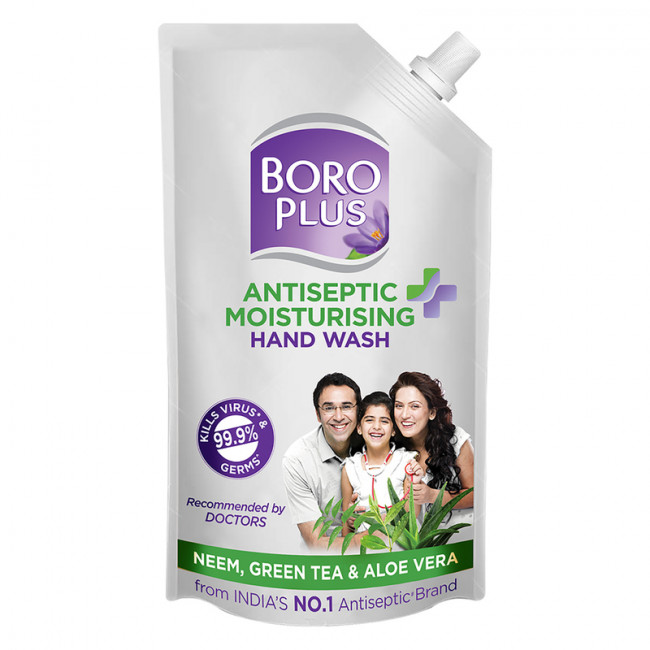 BORO
PLUS
ANTISEPTIC
MOISTURISING
HAND WASH
KILLS VIRUS* &
99.9%
GERMS*
Recommended by
DOCTORS
NEEM, GREEN TEA & ALOE VERA
from INDIA'S NO.1 Antiseptic* Brand